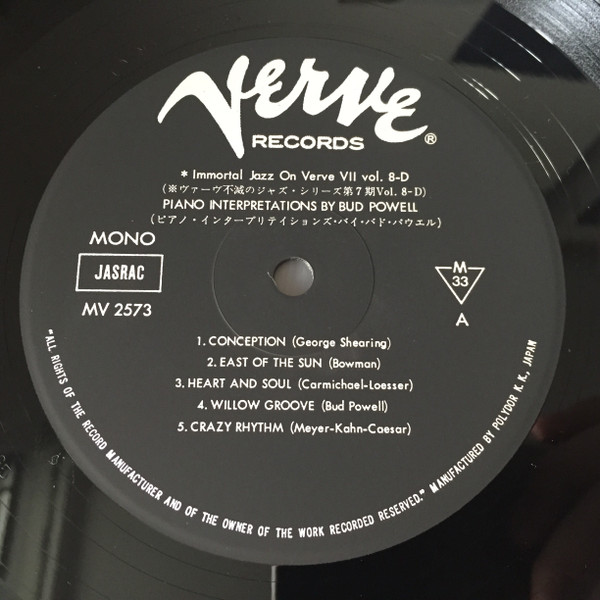 Verve
RECORDS ®
* Immortal Jazz On Verve VII vol. 8-D
(※ヴァーヴ不滅のジャズ・シリーズ第7期Vol. 8-D)
PIANO INTERPRETATIONS BY BUD POWELL
(ピアノ・インタープリテイションズ・バイ・バド・パウエル)
MONO
JASRAC
MV 2573
M
33
A
1. CONCEPTION (George Shearing)
2. EAST OF THE SUN (Bowman)
3. HEART AND SOUL (Carmichael-Loesser)
4. WILLOW GROOVE (Bud Powell)
5. CRAZY RHYTHM (Meyer-Kahn-Caesar)
"ALL RIGHTS OF THE RECORD MANUFACTURER AND OF THE OWNER OF THE WORK RECORDED RESERVED." MANUFACTURED BY POLYDOR K. K., JAPAN